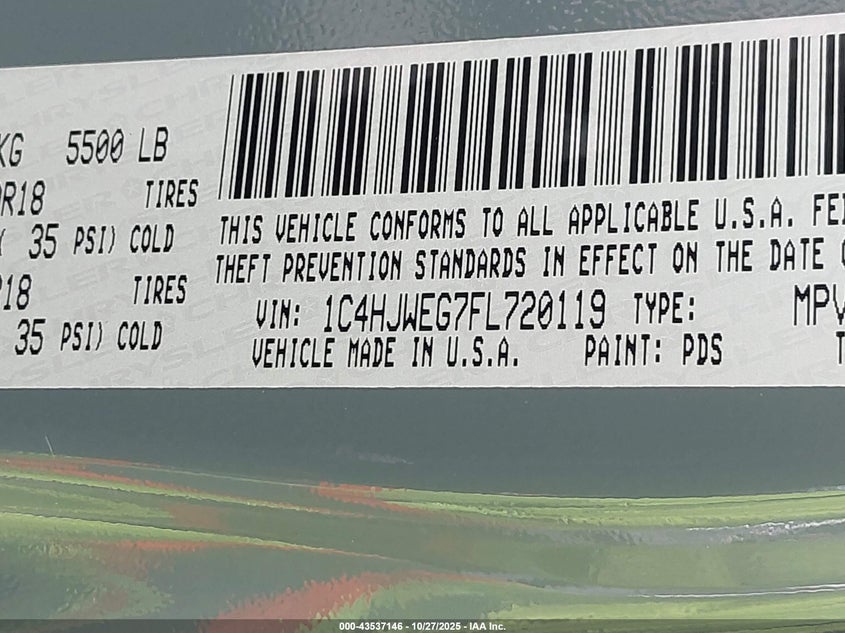 KG 5500 LB
R18 TIRES
35 PSI) COLD
R18 TIRES
35 PSI) COLD
THIS VEHICLE CONFORMS TO ALL APPLICABLE U.S.A.
THEFT PREVENTION STANDARDS IN EFFECT ON THE DATE
VIN: 1C4HJWEG7FL720119 TYPE: MPV
VEHICLE MADE IN U.S.A. PAINT: PDS
000-43537146 - 10/27/2025 - IAA Inc.